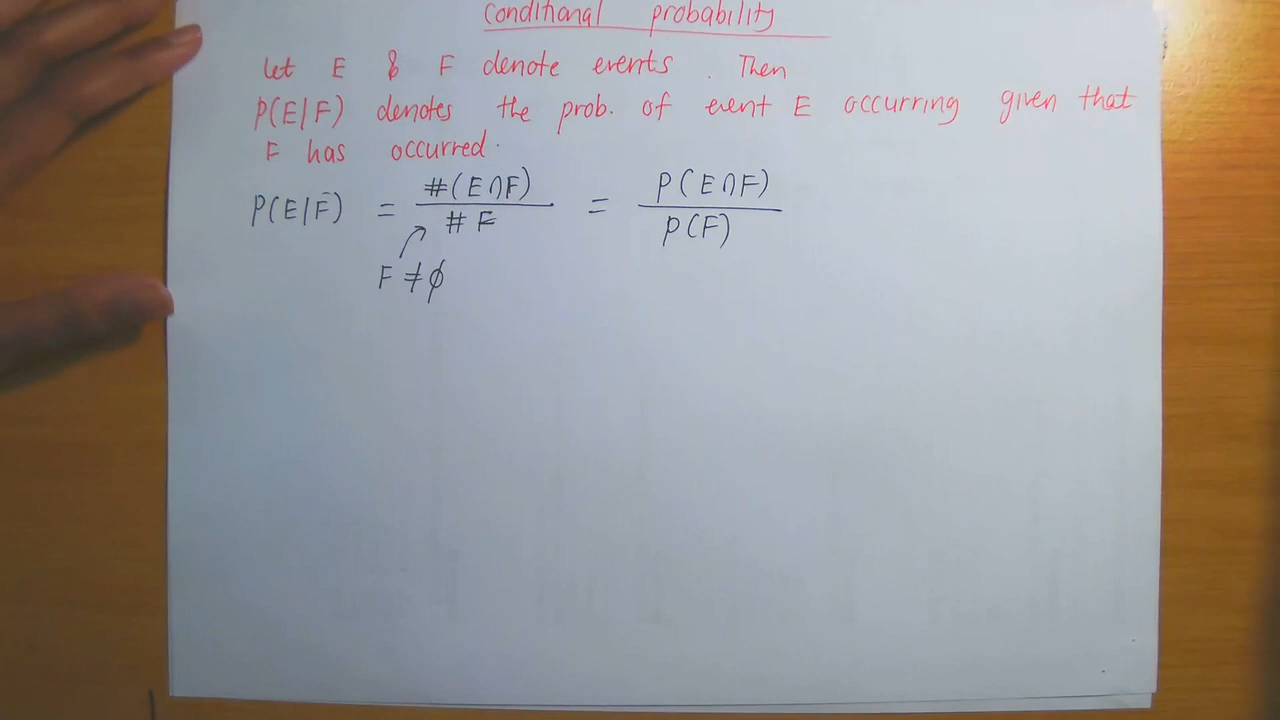 Conditional probability
Let E & F denote events. Then
P(E|F) denotes the prob. of event E occurring given that
F has occurred.
P(E|F) = #(E∩F) / #F = P(E∩F) / P(F)
F ≠ ϕ